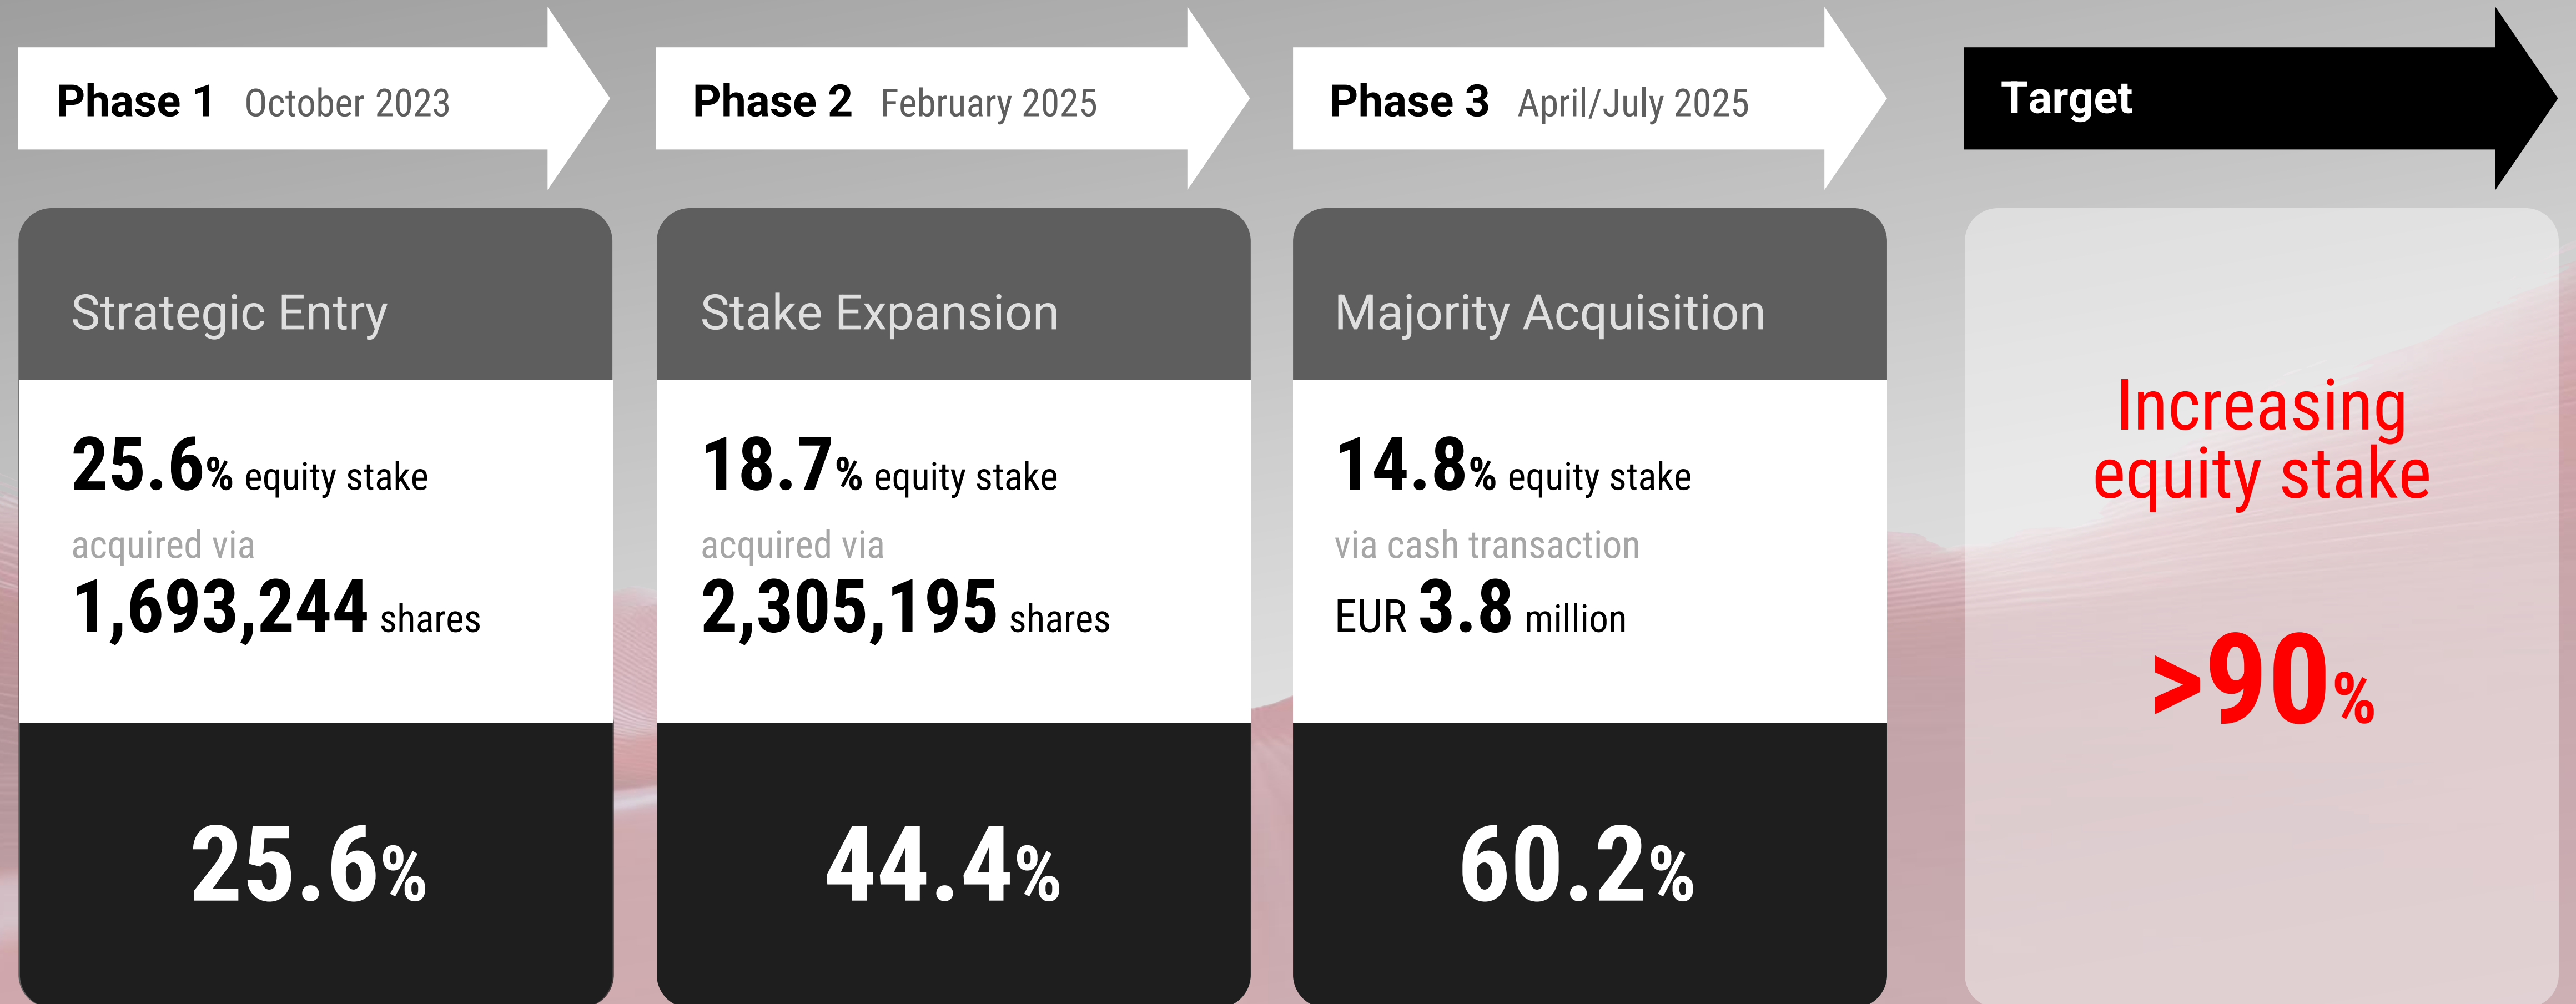 Phase 1 October 2023
Strategic Entry
25.6% equity stake
acquired via
1,693,244 shares
25.6%
Phase 2 February 2025
Stake Expansion
18.7% equity stake
acquired via
2,305,195 shares
44.4%
Phase 3 April/July 2025
Majority Acquisition
14.8% equity stake
via cash transaction
EUR 3.8 million
60.2%
Target
Increasing
equity stake
>90%